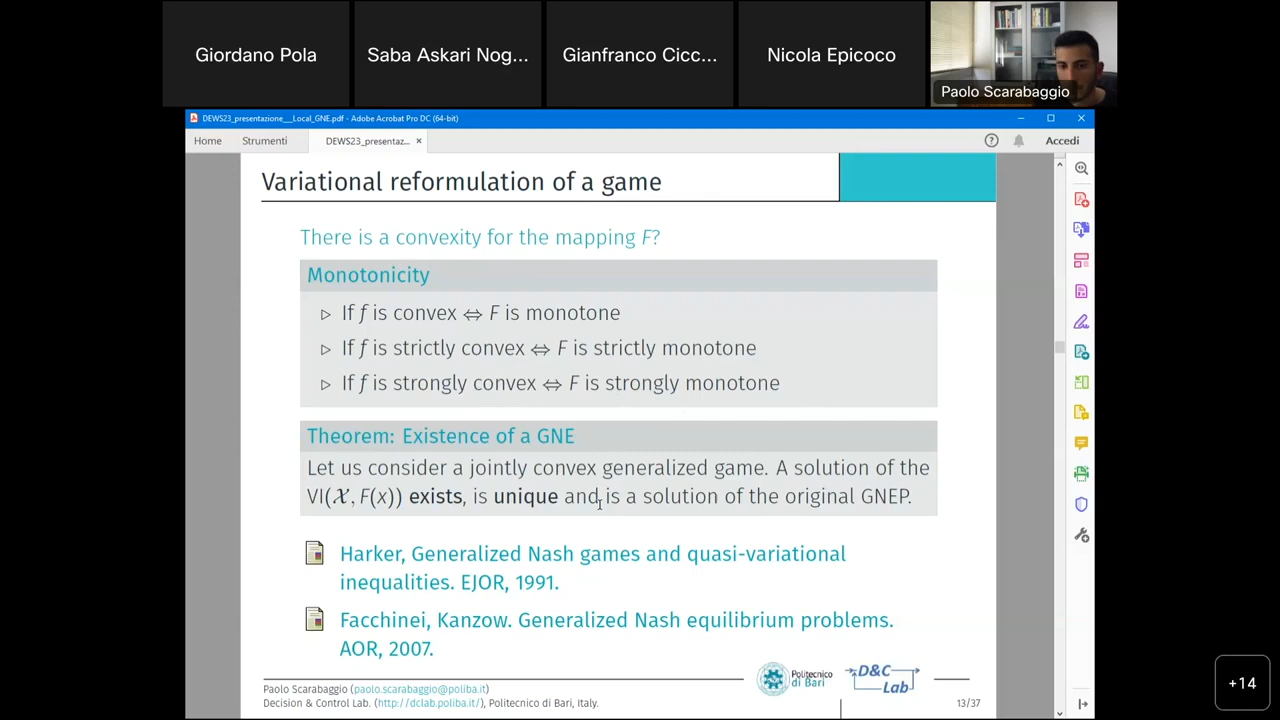 Giordano Pola
Saba Askari Nog...
Gianfranco Cicc...
Nicola Epicoco
Paolo Scarabaggio
DEWS23_presentazione__Local_GNE.pdf - Adobe Acrobat Pro DC (64-bit)
Home
Strumenti
DEWS23_presentaz...
Accedi
Variational reformulation of a game
There is a convexity for the mapping F?
Monotonicity
▷ If f is convex ⇔ F is monotone
▷ If f is strictly convex ⇔ F is strictly monotone
▷ If f is strongly convex ⇔ F is strongly monotone
Theorem: Existence of a GNE
Let us consider a jointly convex generalized game. A solution of the
VI(𝒳, F(x)) exists, is unique and is a solution of the original GNEP.
Harker, Generalized Nash games and quasi-variational
inequalities. EJOR, 1991.
Facchinei, Kanzow. Generalized Nash equilibrium problems.
AOR, 2007.
Politecnico
di Bari
D&C
Lab
Paolo Scarabaggio (paolo.scarabaggio@poliba.it)
Decision & Control Lab. (http://dclab.poliba.it/), Politecnico di Bari, Italy.
13/37
+14